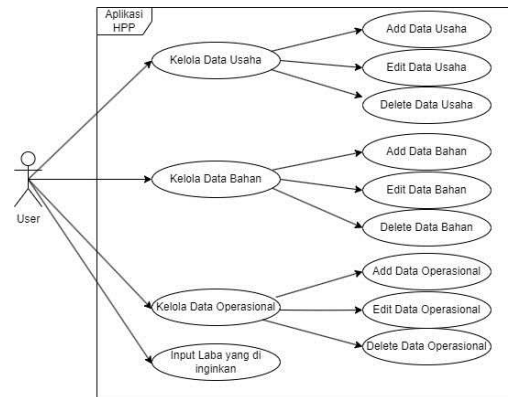 Aplikasi
HPP
Add Data Usaha
Kelola Data Usaha
Edit Data Usaha
Delete Data Usaha
Add Data Bahan
Kelola Data Bahan
Edit Data Bahan
Delete Data Bahan
User
Add Data Operasional
Kelola Data Operasional
Edit Data Operasional
Delete Data Operasional
Input Laba yang di
inginkan